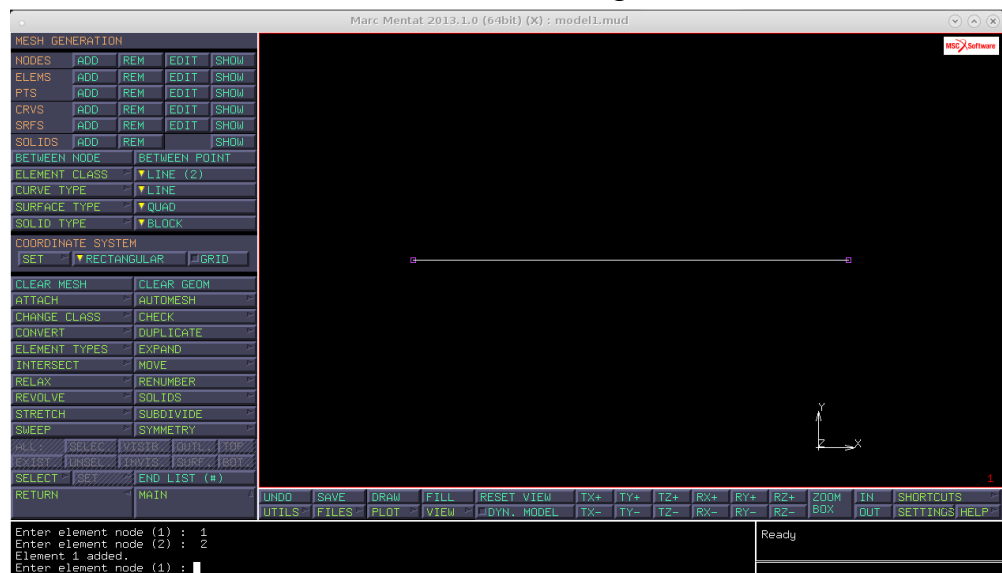 Marc Mentat 2013.1.0 (64bit) (X) : model1.mud
MESH GENERATION
NODES ADD REM EDIT SHOW
ELEMS ADD REM EDIT SHOW
PTS ADD REM EDIT SHOW
CRVS ADD REM EDIT SHOW
SRFS ADD REM EDIT SHOW
SOLIDS ADD REM SHOW
BETWEEN NODE BETWEEN POINT
ELEMENT CLASS LINE (2)
CURVE TYPE LINE
SURFACE TYPE QUAD
SOLID TYPE BLOCK
COORDINATE SYSTEM
SET RECTANGULAR GRID
CLEAR MESH CLEAR GEOM
ATTACH AUTOMESH
CHANGE CLASS CHECK
CONVERT DUPLICATE
ELEMENT TYPES EXPAND
INTERSECT MOVE
RELAX RENUMBER
REVOLVE SOLIDS
STRETCH SUBDIVIDE
SWEEP SYMMETRY
ALL: SELEC. VISIB. OUTL. TOP
EXIST. UNSEL. INVIS. SURF. BOT.
SELECT SET END LIST (#)
RETURN MAIN
MSC Software
Y
Z X
1
UNDO SAVE DRAW FILL RESET VIEW TX+ TY+ TZ+ RX+ RY+ RZ+ ZOOM IN SHORTCUTS
UTILS FILES PLOT VIEW DYN. MODEL TX- TY- TZ- RX- RY- RZ- BOX OUT SETTINGS HELP
Enter element node (1) : 1
Enter element node (2) : 2
Element 1 added.
Enter element node (1) :
Ready